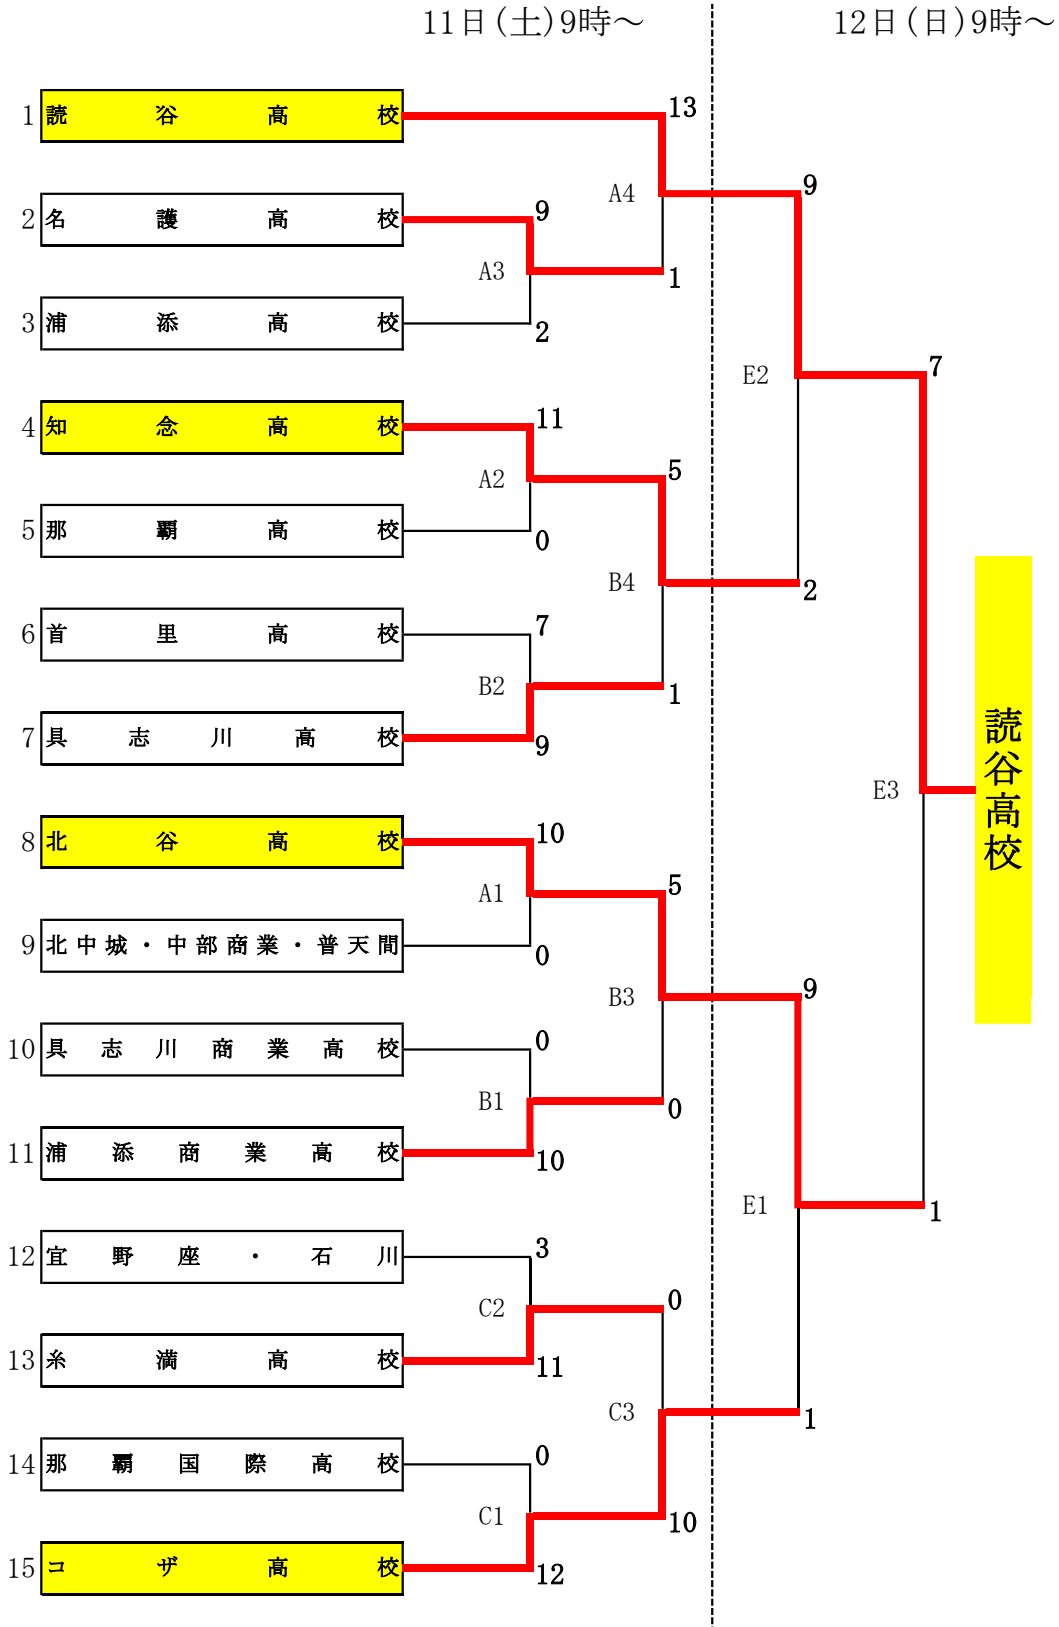 11日(土)9時～
12日(日)9時～
1 読谷高校
13
A4
9
2 名護高校
9
A3
1
3 浦添高校
2
E2
7
4 知念高校
11
A2
5
5 那覇高校
0
B4
2
6 首里高校
7
B2
1
7 具志川高校
9
E3
読谷高校
8 北谷高校
10
A1
5
9 北中城・中部商業・普天間
0
B3
9
10 具志川商業高校
0
B1
0
11 浦添商業高校
10
E1
1
12 宜野座・石川
3
C2
0
13 糸満高校
11
C3
1
14 那覇国際高校
0
C1
10
15 コザ高校
12